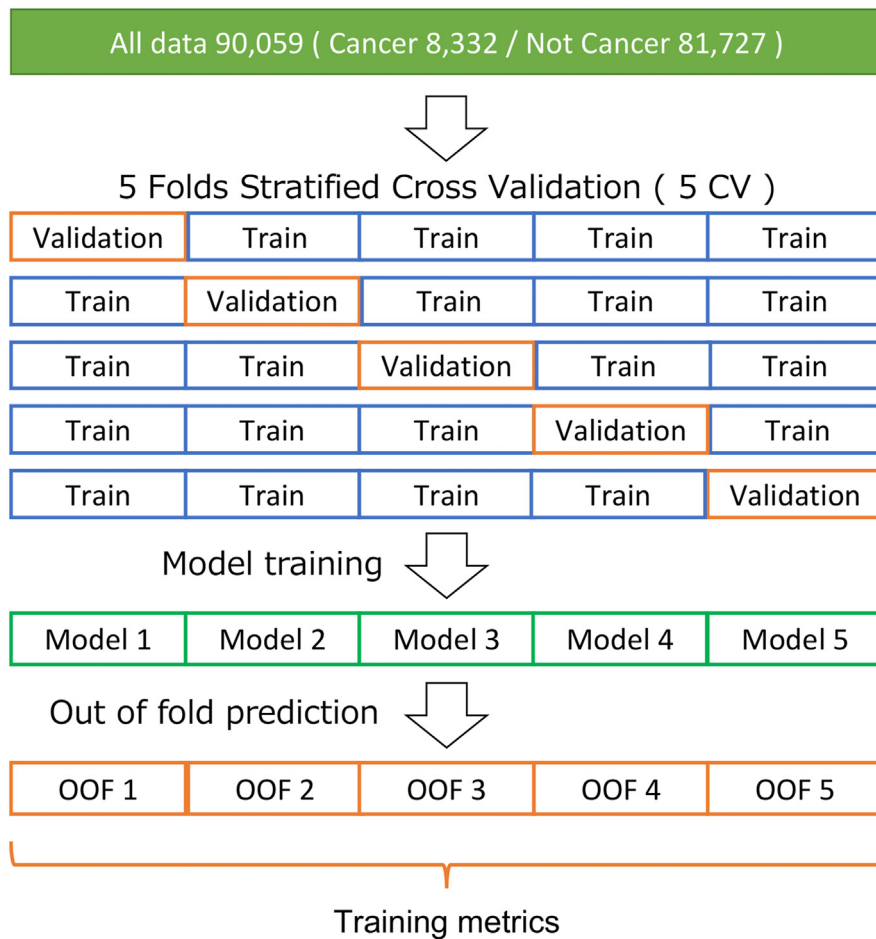 All data 90,059 ( Cancer 8,332 / Not Cancer 81,727 )
5 Folds Stratified Cross Validation ( 5 CV )
Validation Train Train Train Train
Train Validation Train Train Train
Train Train Validation Train Train
Train Train Train Validation Train
Train Train Train Train Validation
Model training
Model 1 Model 2 Model 3 Model 4 Model 5
Out of fold prediction
OOF 1 OOF 2 OOF 3 OOF 4 OOF 5
Training metrics